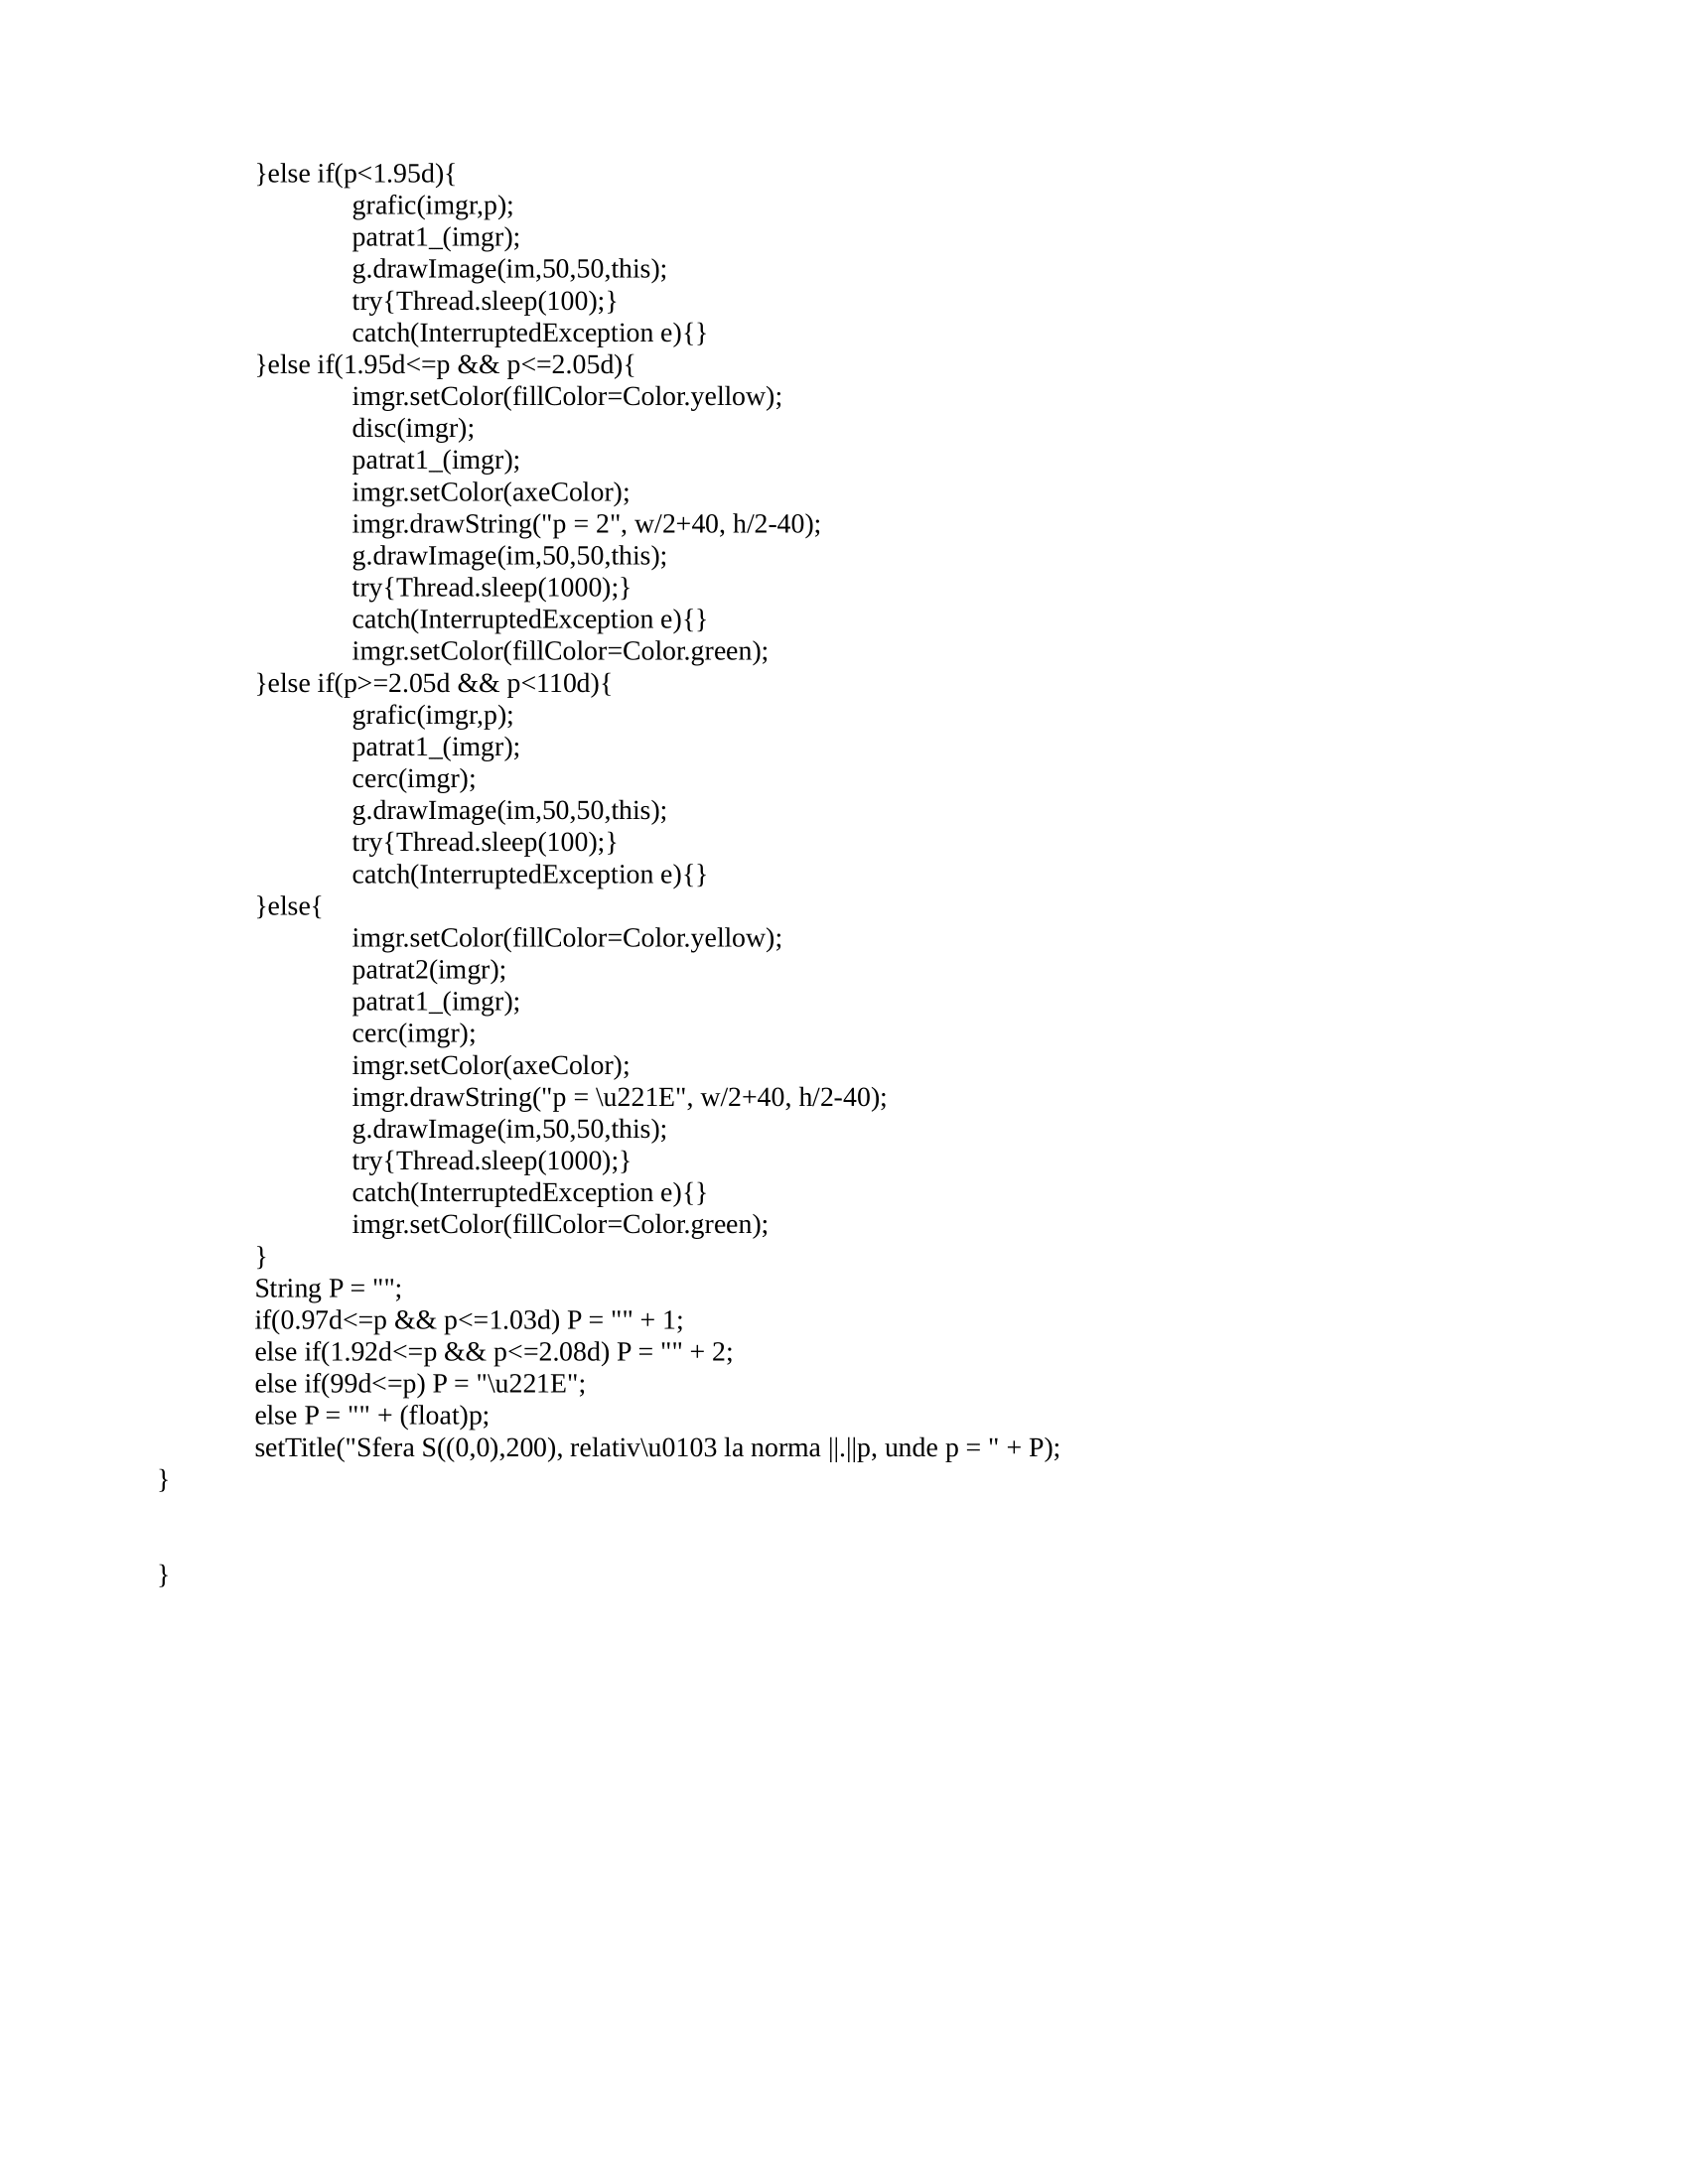 }else if(p<1.95d){
grafic(imgr,p);
patrat1_(imgr);
g.drawImage(im,50,50,this);
try{Thread.sleep(100);}
catch(InterruptedException e){}
}else if(1.95d<=p && p<=2.05d){
imgr.setColor(fillColor=Color.yellow);
disc(imgr);
patrat1_(imgr);
imgr.setColor(axeColor);
imgr.drawString("p = 2", w/2+40, h/2-40);
g.drawImage(im,50,50,this);
try{Thread.sleep(1000);}
catch(InterruptedException e){}
imgr.setColor(fillColor=Color.green);
}else if(p>=2.05d && p<110d){
grafic(imgr,p);
patrat1_(imgr);
cerc(imgr);
g.drawImage(im,50,50,this);
try{Thread.sleep(100);}
catch(InterruptedException e){}
}else{
imgr.setColor(fillColor=Color.yellow);
patrat2(imgr);
patrat1_(imgr);
cerc(imgr);
imgr.setColor(axeColor);
imgr.drawString("p = \u221E", w/2+40, h/2-40);
g.drawImage(im,50,50,this);
try{Thread.sleep(1000);}
catch(InterruptedException e){}
imgr.setColor(fillColor=Color.green);
}
String P = "";
if(0.97d<=p && p<=1.03d) P = "" + 1;
else if(1.92d<=p && p<=2.08d) P = "" + 2;
else if(99d<=p) P = "\u221E";
else P = "" + (float)p;
setTitle("Sfera S((0,0),200), relativ\u0103 la norma ||.||p, unde p = " + P);
}
}